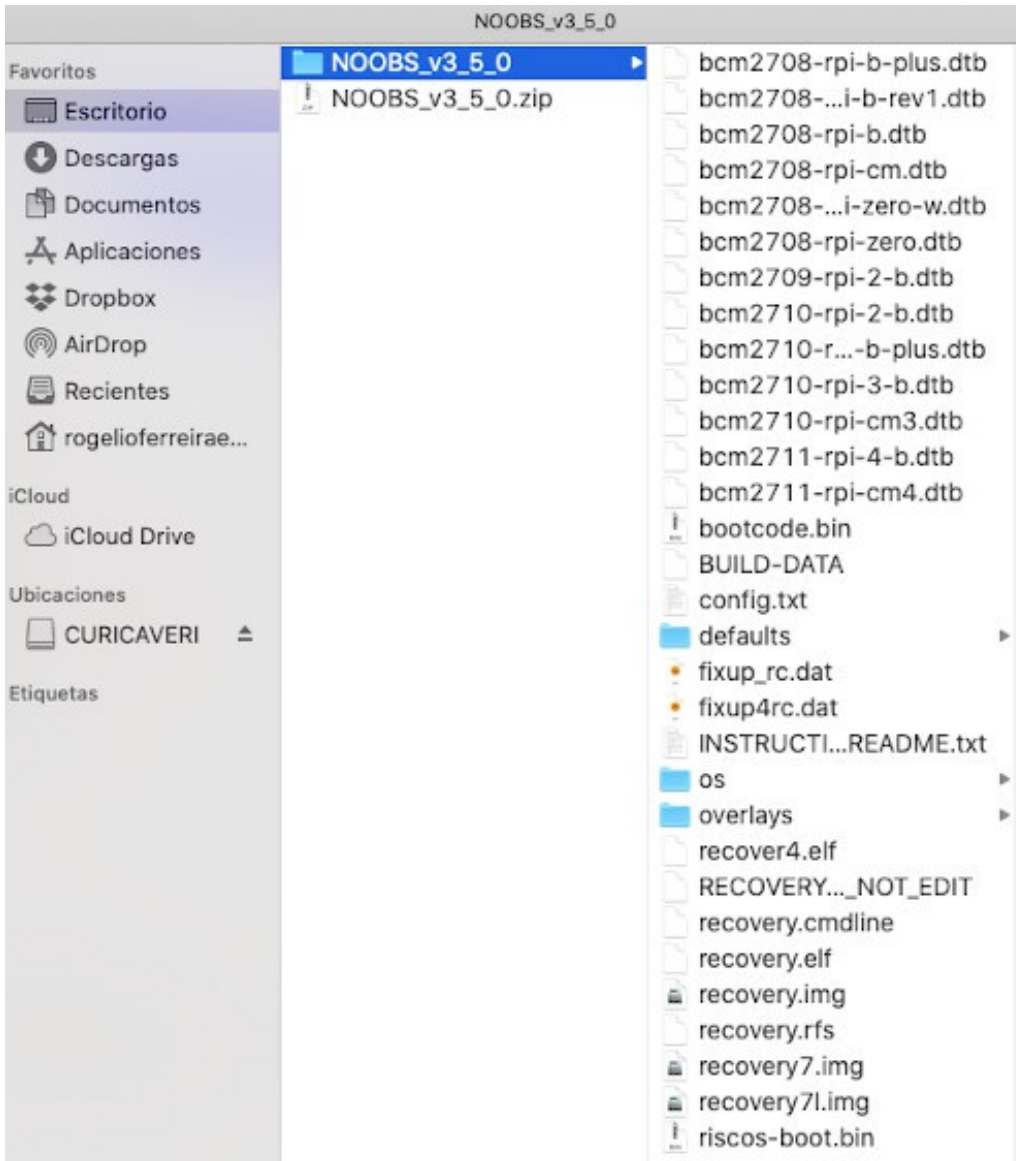 NOOBS_v3_5_0
Favoritos
Escritorio
Descargas
Documentos
Aplicaciones
Dropbox
AirDrop
Recientes
rogelioferreirae...
iCloud
iCloud Drive
Ubicaciones
CURICAVERI
Etiquetas
NOOBS_v3_5_0
NOOBS_v3_5_0.zip
bcm2708-rpi-b-plus.dtb
bcm2708-...i-b-rev1.dtb
bcm2708-rpi-b.dtb
bcm2708-rpi-cm.dtb
bcm2708-...i-zero-w.dtb
bcm2708-rpi-zero.dtb
bcm2709-rpi-2-b.dtb
bcm2710-rpi-2-b.dtb
bcm2710-r...-b-plus.dtb
bcm2710-rpi-3-b.dtb
bcm2710-rpi-cm3.dtb
bcm2711-rpi-4-b.dtb
bcm2711-rpi-cm4.dtb
bootcode.bin
BUILD-DATA
config.txt
defaults
fixup_rc.dat
fixup4rc.dat
INSTRUCTI...README.txt
os
overlays
recover4.elf
RECOVERY..._NOT_EDIT
recovery.cmdline
recovery.elf
recovery.img
recovery.rfs
recovery7.img
recovery7l.img
riscos-boot.bin